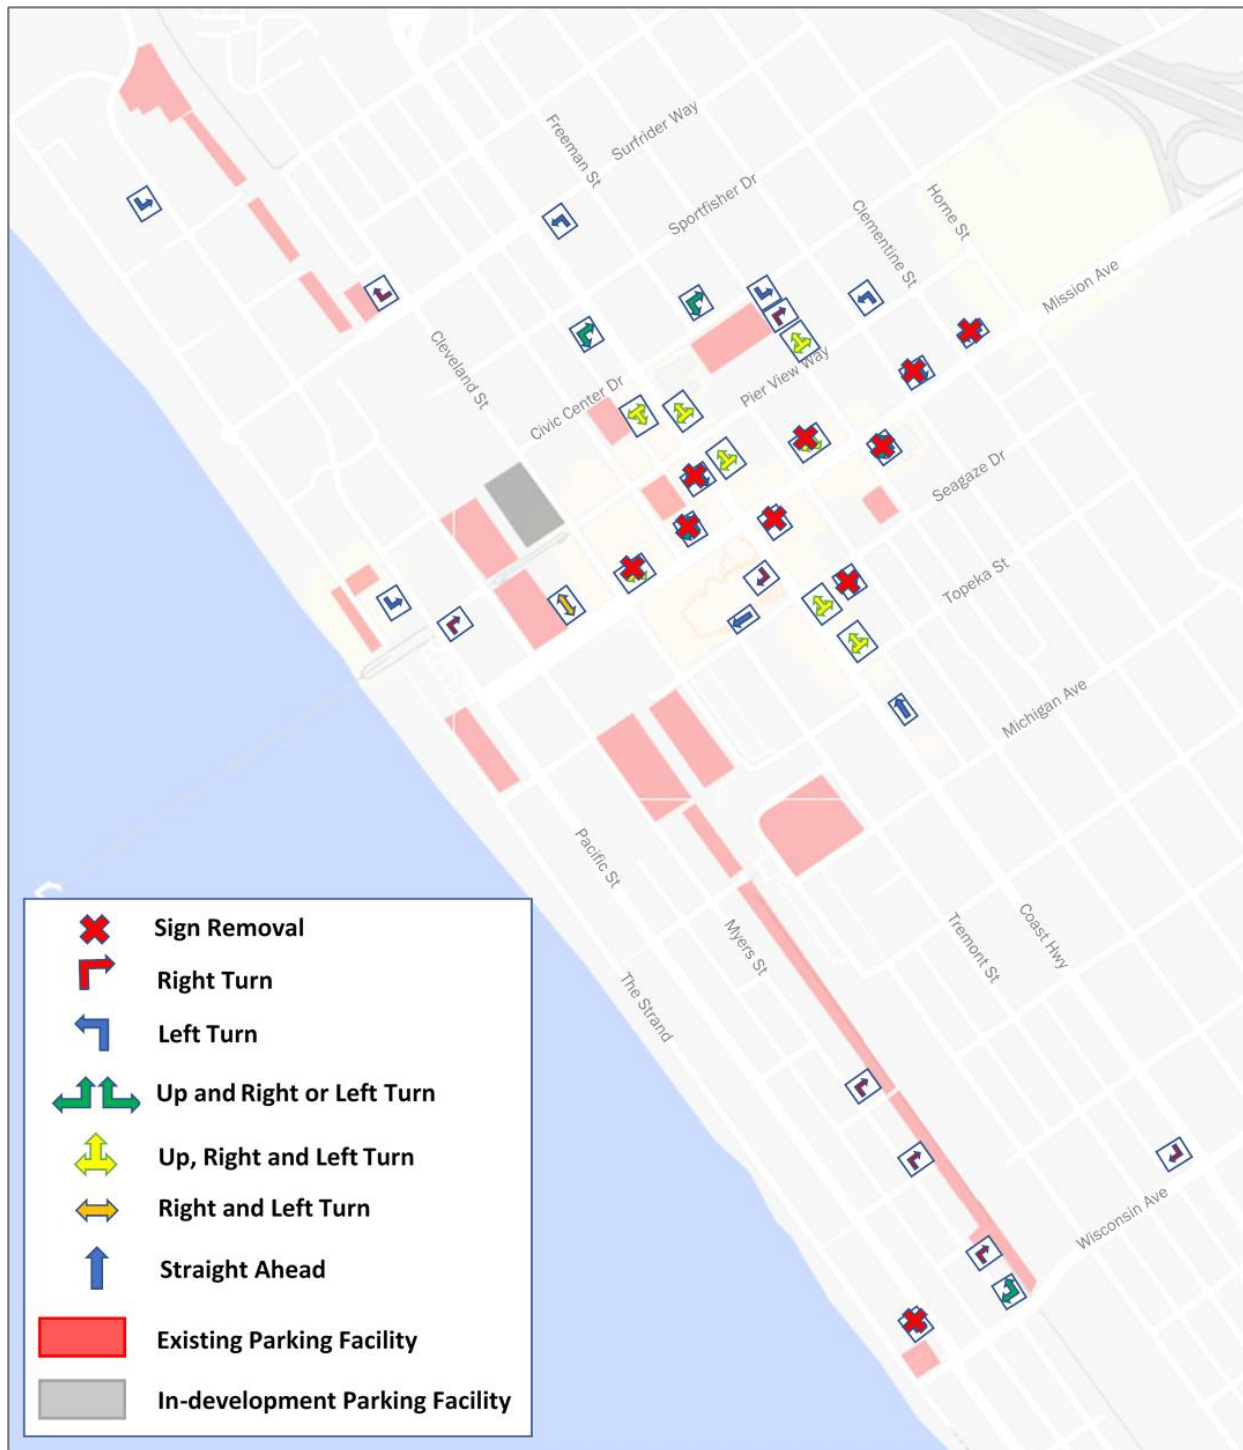 Freeman St
Surfrider Way
Sportfisher Dr
Clementine St
Horne St
Mission Ave
Cleveland St
Civic Center Dr
Pier View Way
Seagaze Dr
Topeka St
Michigan Ave
Pacific St
Myers St
The Strand
Tremont St
Coast Hwy
Wisconsin Ave
Sign Removal
Right Turn
Left Turn
Up and Right or Left Turn
Up, Right and Left Turn
Right and Left Turn
Straight Ahead
Existing Parking Facility
In-development Parking Facility